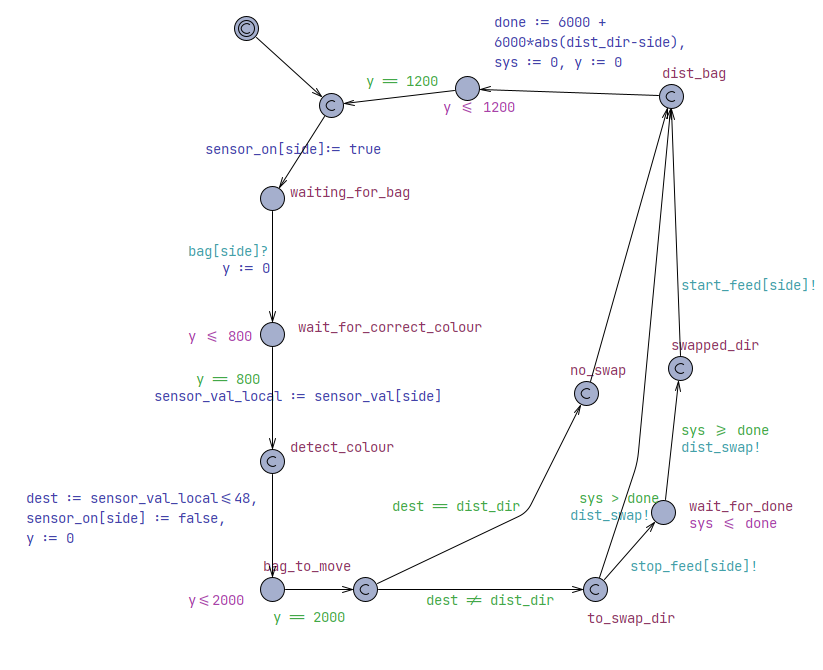 done := 6000 +
6000*abs(dist_dir-side),
sys := 0, y := 0
dist_bag
y == 1200
y <= 1200
C
C
C
sensor_on[side]:= true
waiting_for_bag
bag[side]?
y := 0
start_feed[side]!
y <= 800
wait_for_correct_colour
swapped_dir
C
y == 800
sensor_val_local := sensor_val[side]
no_swap
C
sys >= done
dist_swap!
detect_colour
C
dest := sensor_val_local<=48,
sensor_on[side] := false,
y := 0
dest == dist_dir
sys > done
dist_swap!
wait_for_done
sys <= done
bag_to_move
stop_feed[side]!
C
C
y<=2000
y == 2000
dest != dist_dir
to_swap_dir